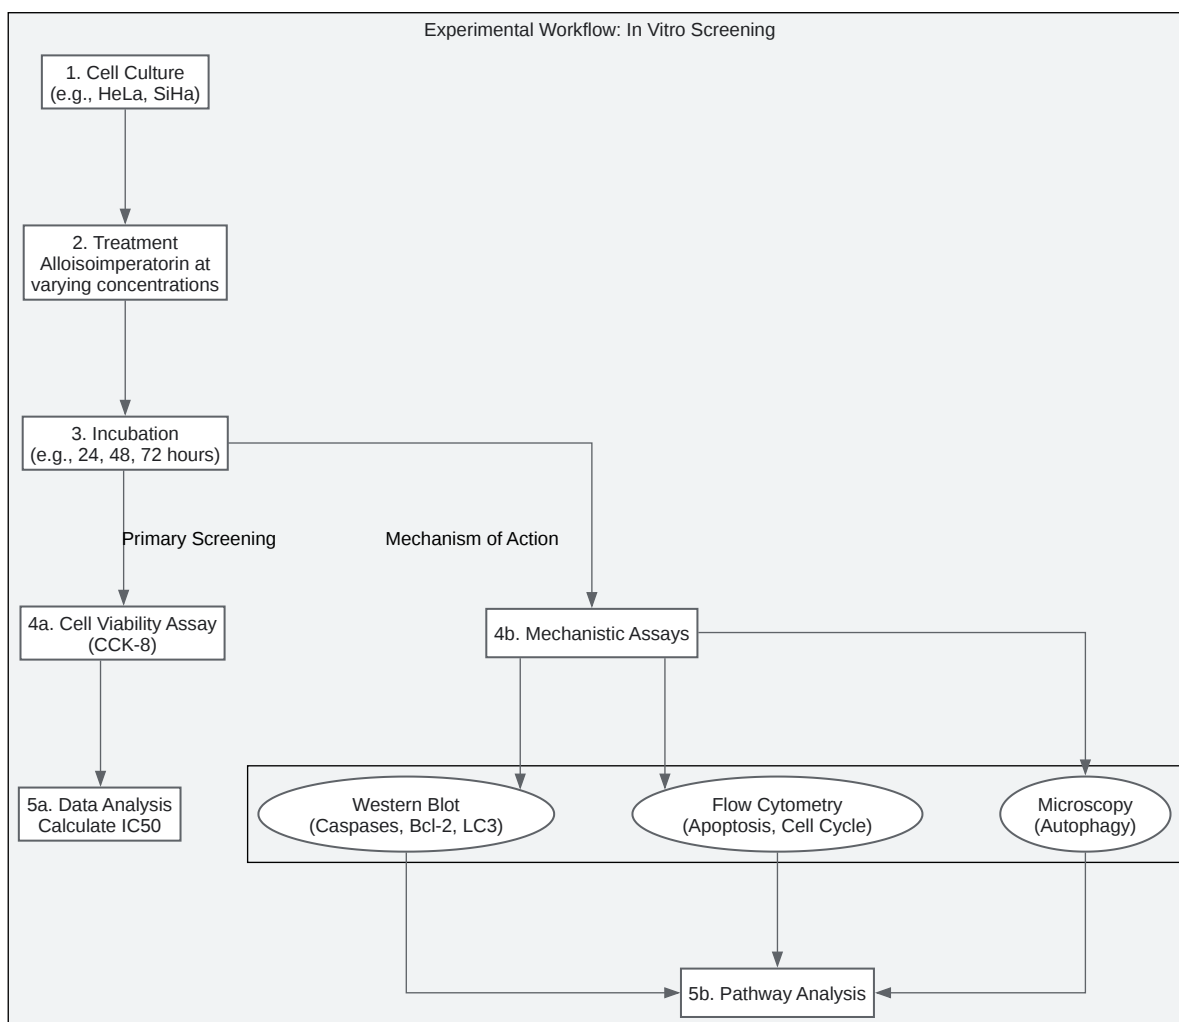 Experimental Workflow: In Vitro Screening
1. Cell Culture
(e.g., HeLa, SiHa)
2. Treatment
Alloisoimperatorin at
varying concentrations
3. Incubation
(e.g., 24, 48, 72 hours)
Primary Screening
Mechanism of Action
4a. Cell Viability Assay
(CCK-8)
4b. Mechanistic Assays
5a. Data Analysis
Calculate IC50
Western Blot
(Caspases, Bcl-2, LC3)
Flow Cytometry
(Apoptosis, Cell Cycle)
Microscopy
(Autophagy)
5b. Pathway Analysis